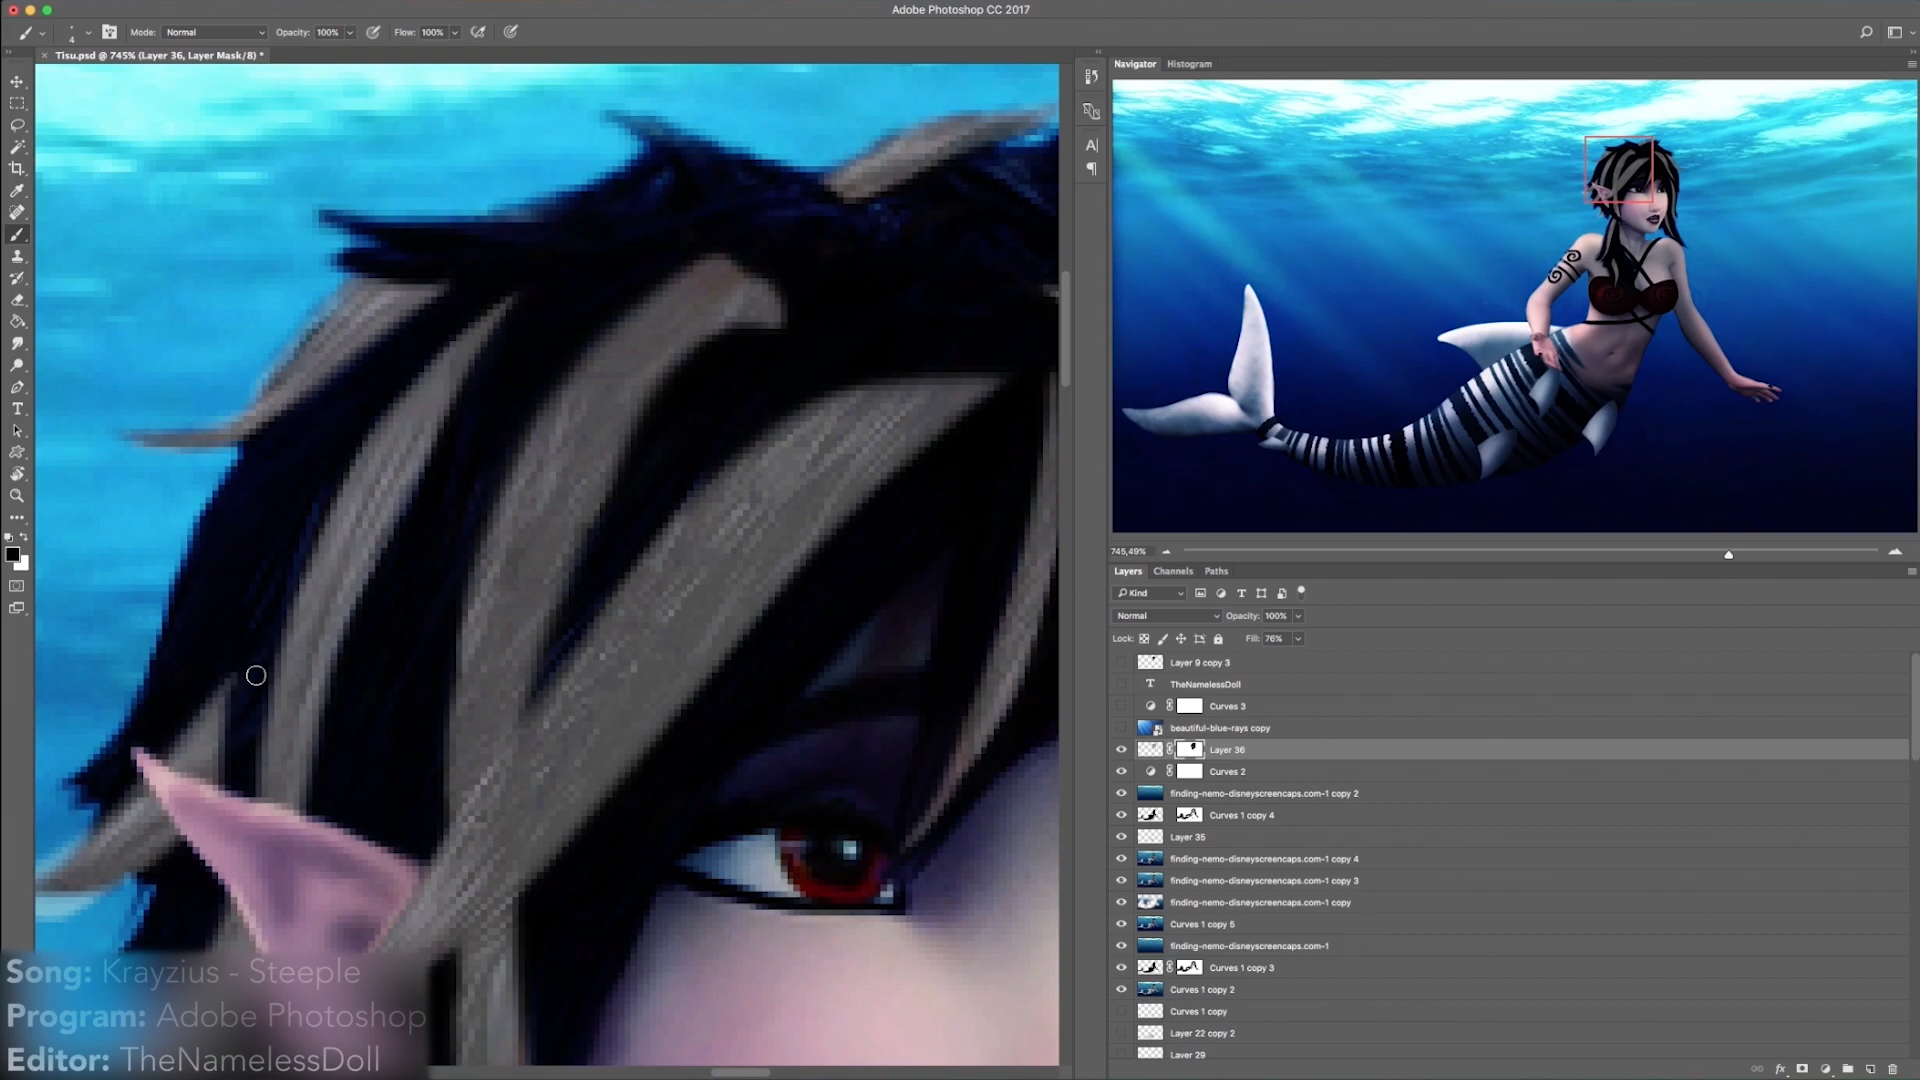 Adobe Photoshop CC 2017
4
Mode: Normal
Opacity: 100%
Flow: 100%
Tisu.psd @ 745% (Layer 36, Layer Mask/8) *
Navigator
Histogram
745,49%
Layers
Channels
Paths
Kind
Normal
Opacity: 100%
Lock:
Fill: 76%
Layer 9 copy 3
TheNamelessDoll
Curves 3
beautiful-blue-rays copy
Layer 36
Curves 2
finding-nemo-disneyscreencaps.com-1 copy 2
Curves 1 copy 4
Layer 35
finding-nemo-disneyscreencaps.com-1 copy 4
finding-nemo-disneyscreencaps.com-1 copy 3
finding-nemo-disneyscreencaps.com-1 copy
Curves 1 copy 5
finding-nemo-disneyscreencaps.com-1
Curves 1 copy 3
Curves 1 copy 2
Curves 1 copy
Layer 22 copy 2
Layer 29
Song: Krayzius - Steeple
Program: Adobe Photoshop
Editor: TheNamelessDoll